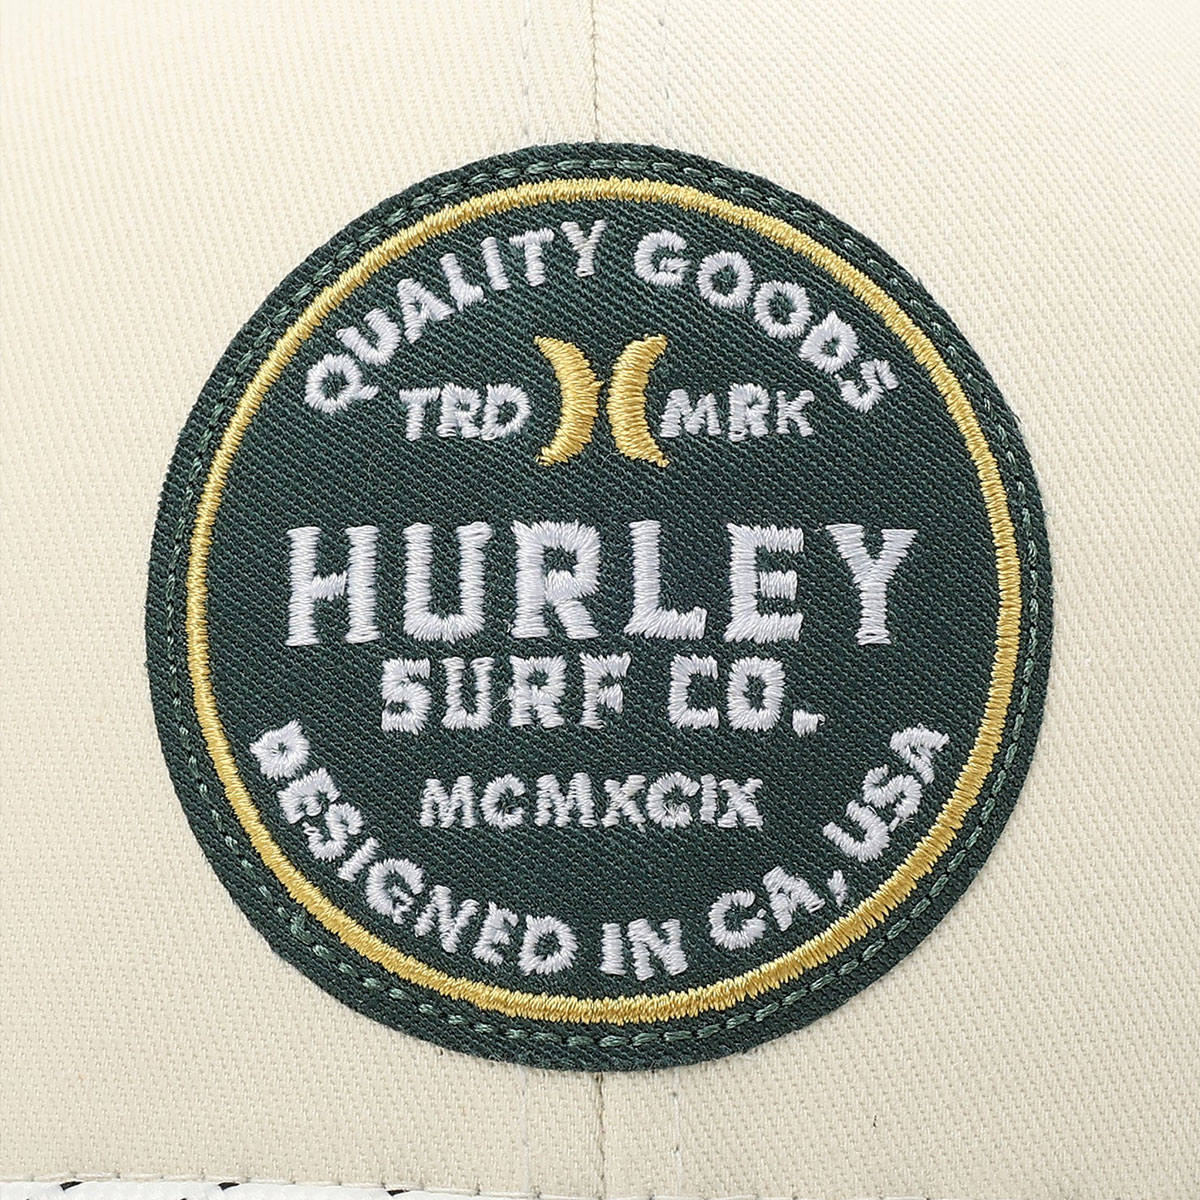 QUALITY GOODS
TRD MRK
HURLEY
SURF CO.
MCMXCIX
DESIGNED IN CA, USA